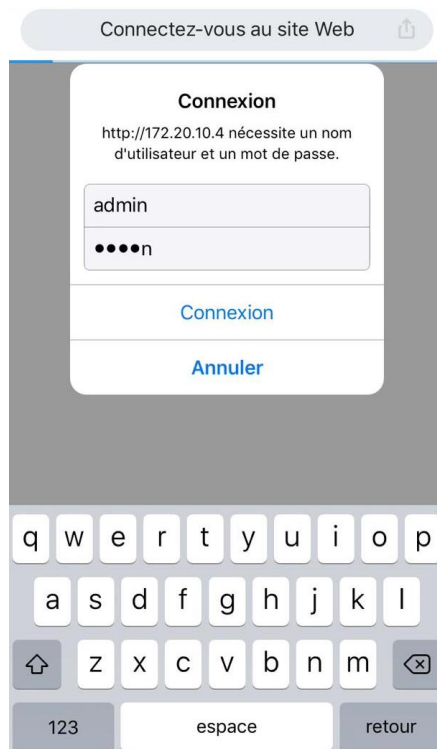 Connectez-vous au site Web
Connexion
http://172.20.10.4 nécessite un nom
d'utilisateur et un mot de passe.
admin
●●●●n
Connexion
Annuler
q w e r t y u i o p
a s d f g h j k l
z x c v b n m
123 espace retour